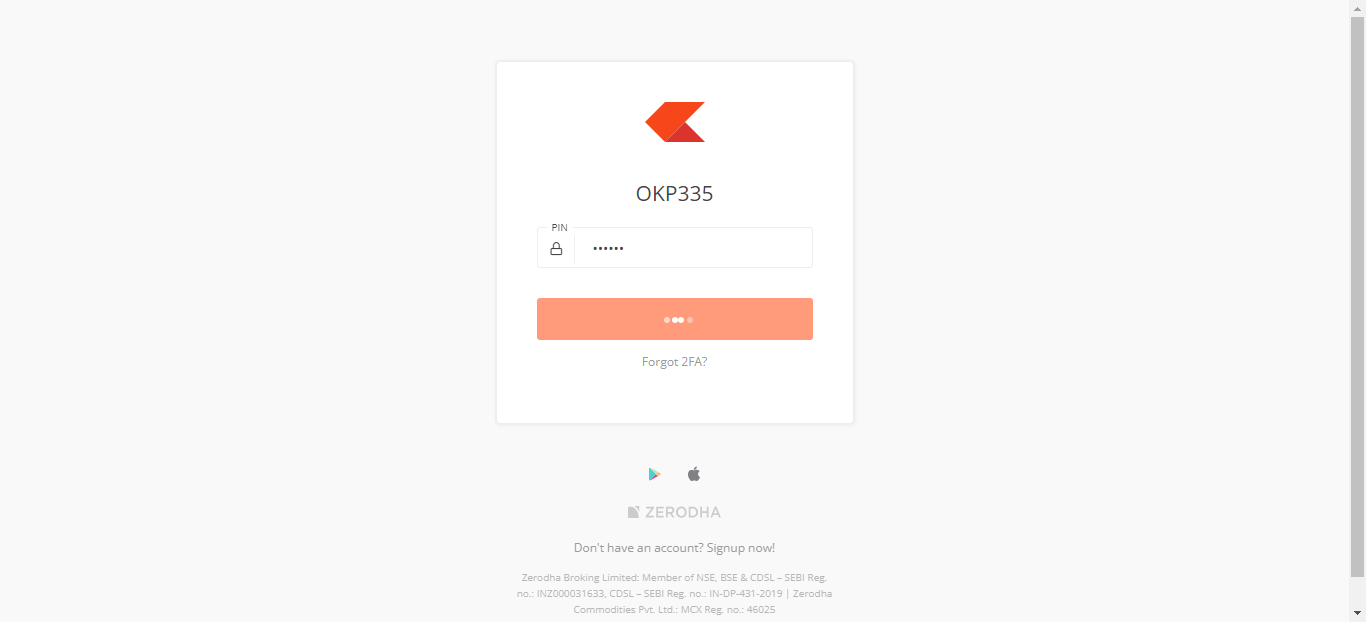 OKP335
PIN
••••••
Forgot 2FA?
ZERODHA
Don't have an account? Signup now!
Zerodha Broking Limited: Member of NSE, BSE & CDSL – SEBI Reg.
no.: INZ000031633, CDSL – SEBI Reg. no.: IN-DP-431-2019 | Zerodha
Commodities Pvt. Ltd.: MCX Reg. no.: 46025